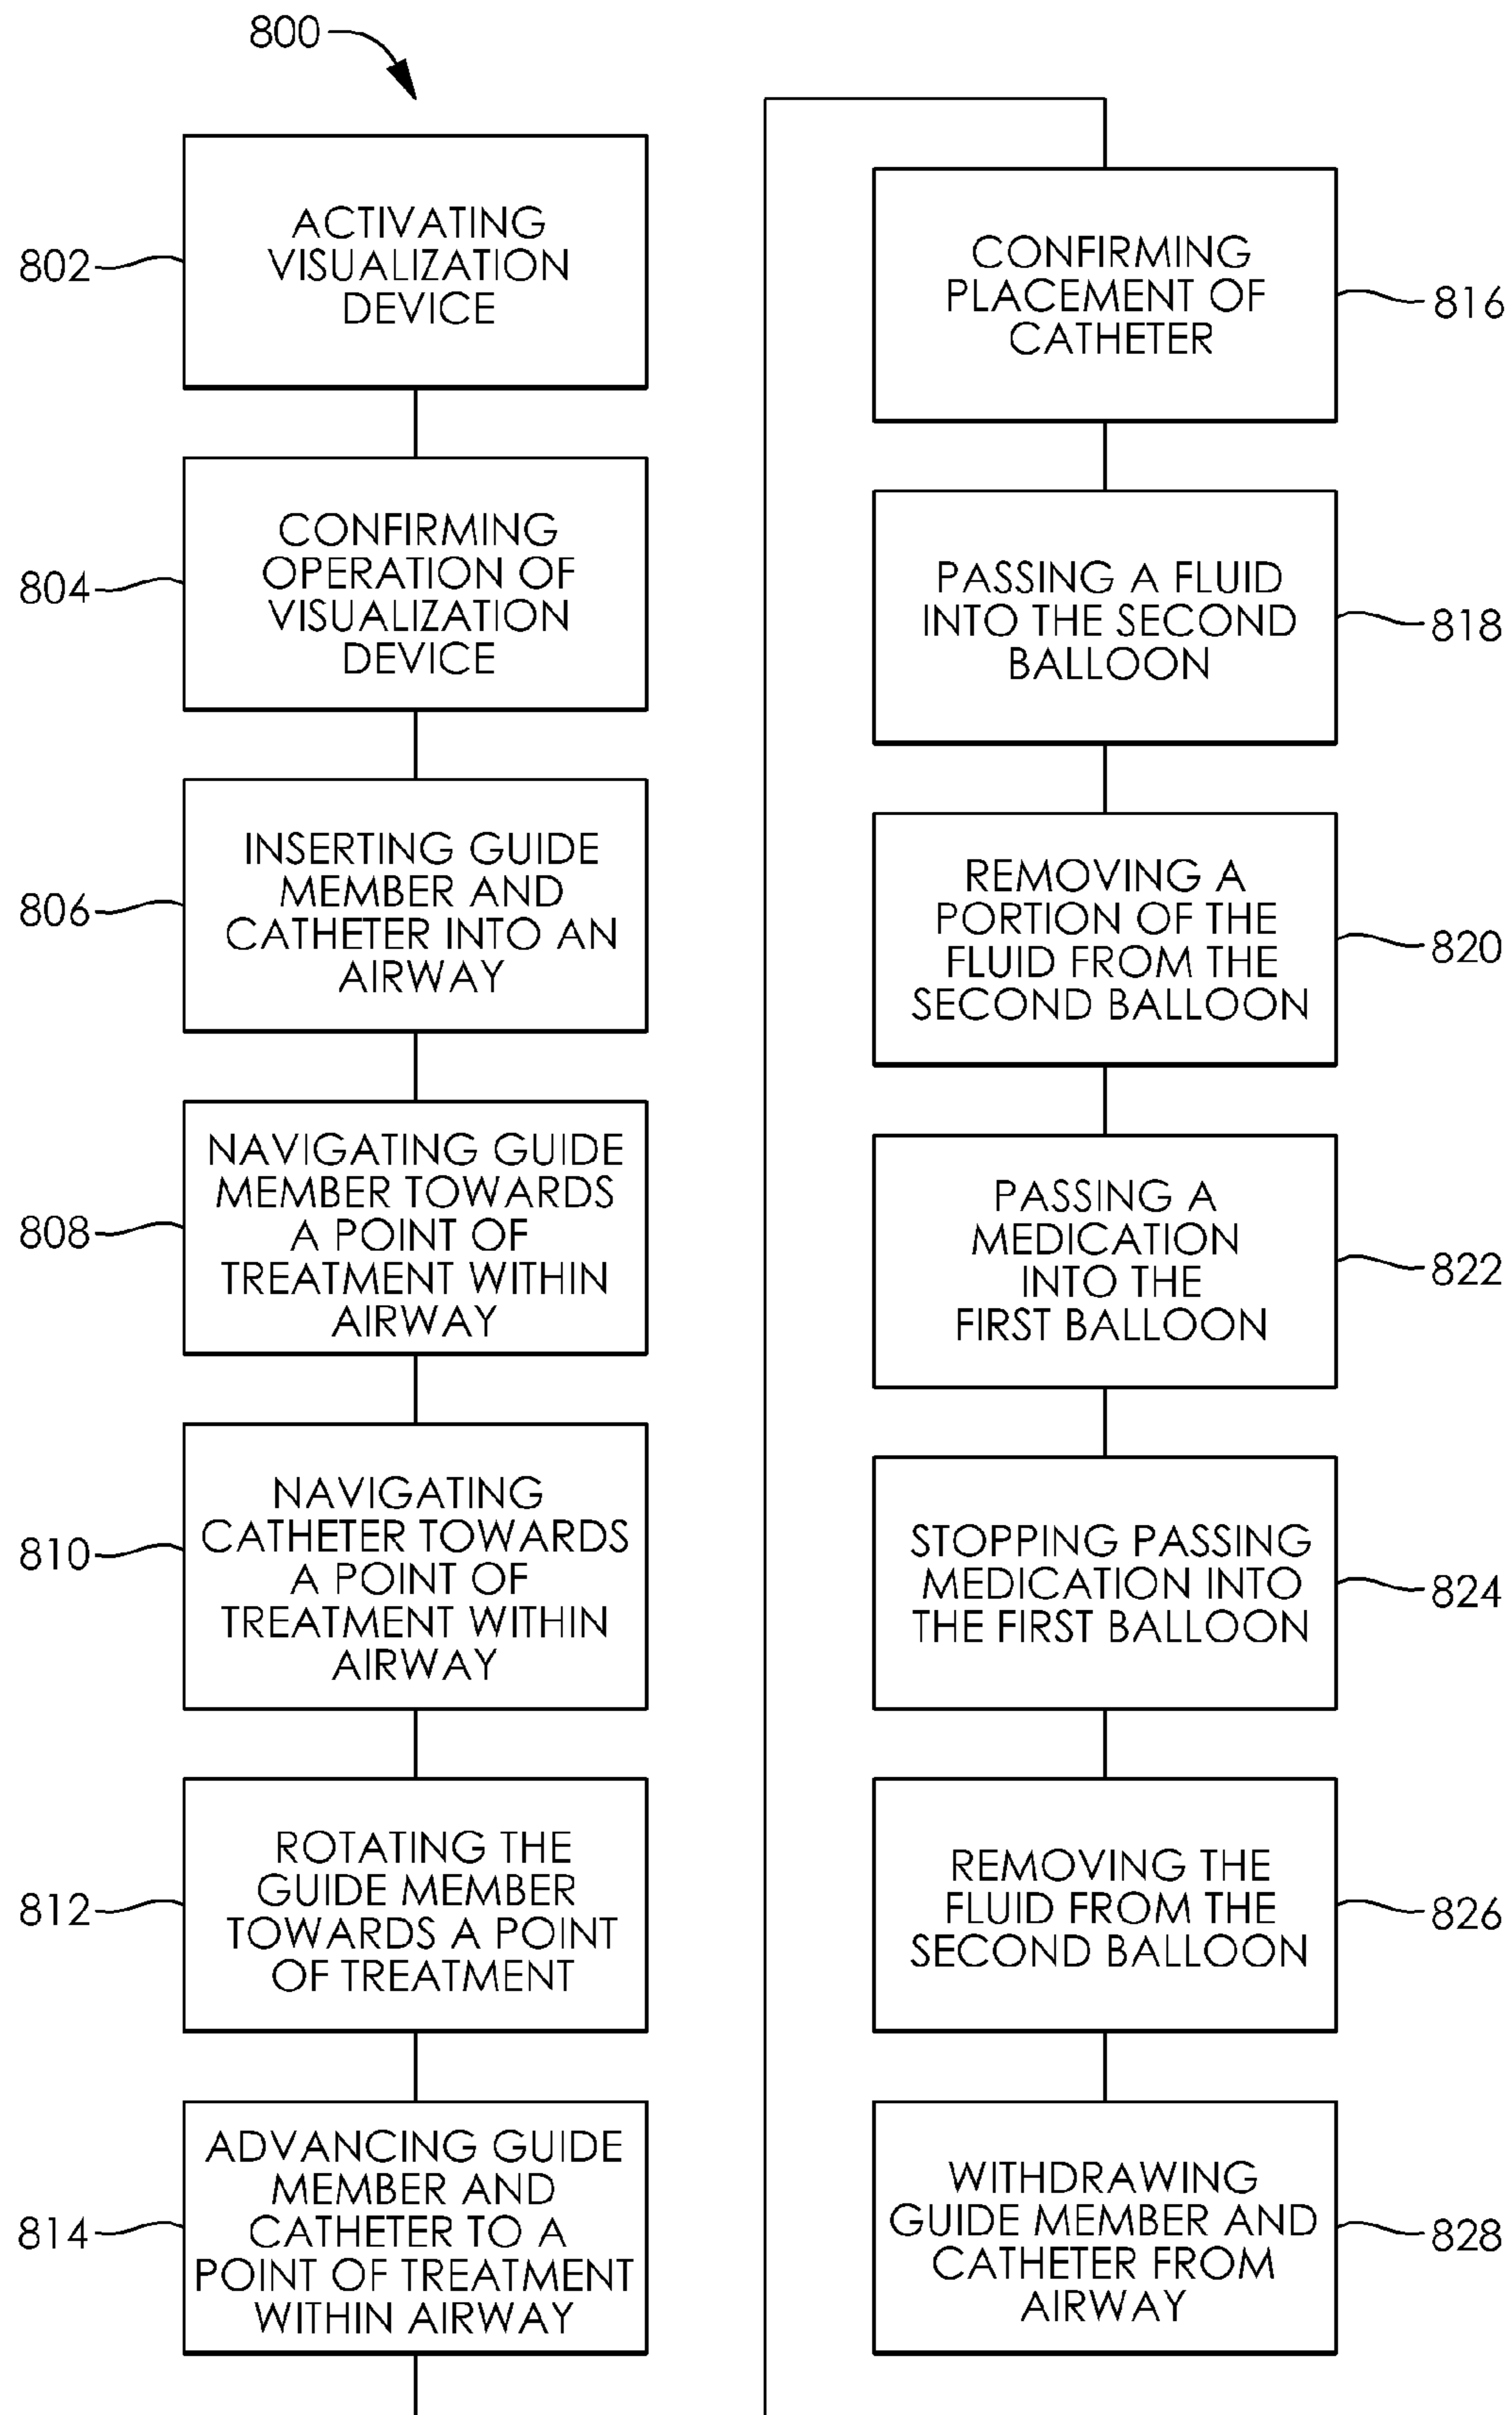 800
802
ACTIVATING
VISUALIZATION
DEVICE
804
CONFIRMING
OPERATION OF
VISUALIZATION
DEVICE
806
INSERTING GUIDE
MEMBER AND
CATHETER INTO AN
AIRWAY
808
NAVIGATING GUIDE
MEMBER TOWARDS
A POINT OF
TREATMENT WITHIN
AIRWAY
810
NAVIGATING
CATHETER TOWARDS
A POINT OF
TREATMENT WITHIN
AIRWAY
812
ROTATING THE
GUIDE MEMBER
TOWARDS A POINT
OF TREATMENT
814
ADVANCING GUIDE
MEMBER AND
CATHETER TO A
POINT OF TREATMENT
WITHIN AIRWAY
CONFIRMING
PLACEMENT OF
CATHETER
816
PASSING A FLUID
INTO THE SECOND
BALLOON
818
REMOVING A
PORTION OF THE
FLUID FROM THE
SECOND BALLOON
820
PASSING A
MEDICATION
INTO THE
FIRST BALLOON
822
STOPPING PASSING
MEDICATION INTO
THE FIRST BALLOON
824
REMOVING THE
FLUID FROM THE
SECOND BALLOON
826
WITHDRAWING
GUIDE MEMBER AND
CATHETER FROM
AIRWAY
828